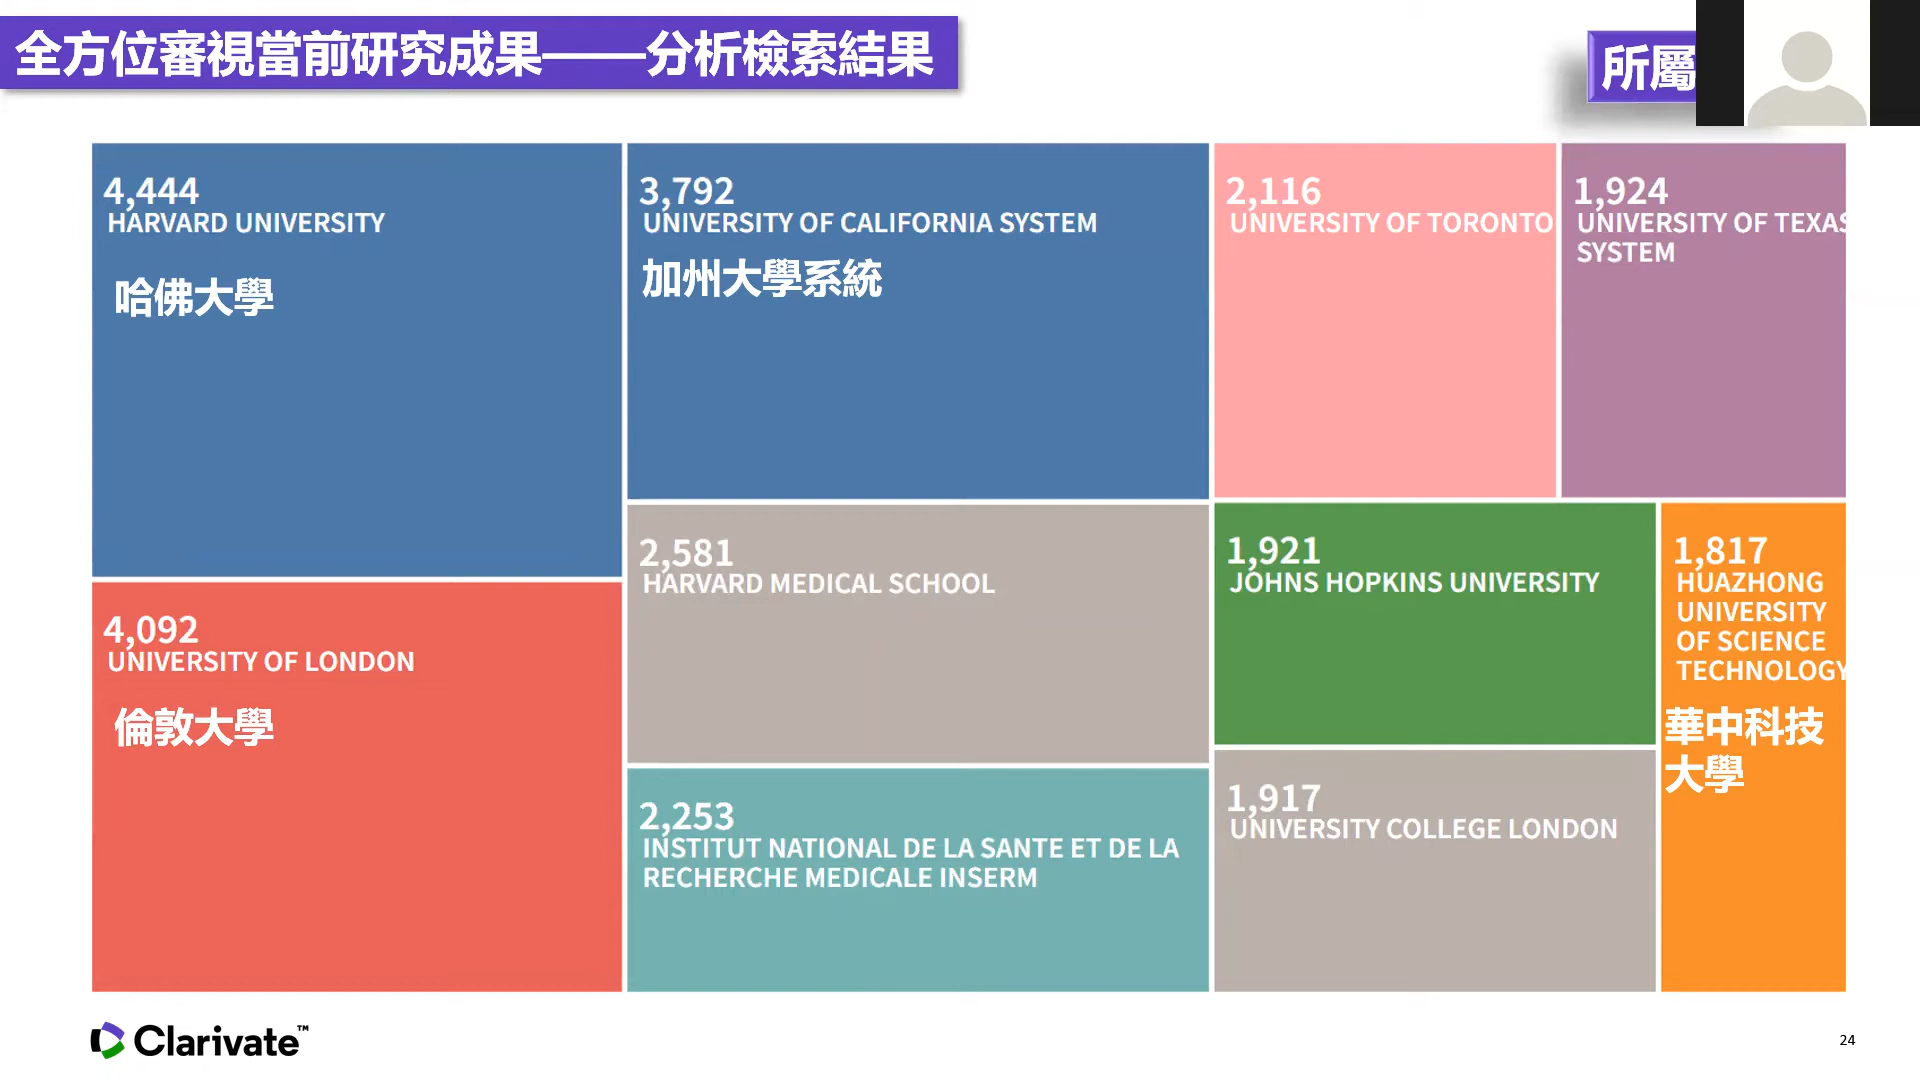 全方位審視當前研究成果——分析檢索結果
所屬
4,444
HARVARD UNIVERSITY
哈佛大學
4,092
UNIVERSITY OF LONDON
倫敦大學
3,792
UNIVERSITY OF CALIFORNIA SYSTEM
加州大學系統
2,581
HARVARD MEDICAL SCHOOL
2,253
INSTITUT NATIONAL DE LA SANTE ET DE LA
RECHERCHE MEDICALE INSERM
2,116
UNIVERSITY OF TORONTO
1,924
UNIVERSITY OF TEXAS
SYSTEM
1,921
JOHNS HOPKINS UNIVERSITY
1,917
UNIVERSITY COLLEGE LONDON
1,817
HUAZHONG
UNIVERSITY
OF SCIENCE
TECHNOLOGY
華中科技
大學
Clarivate™
24